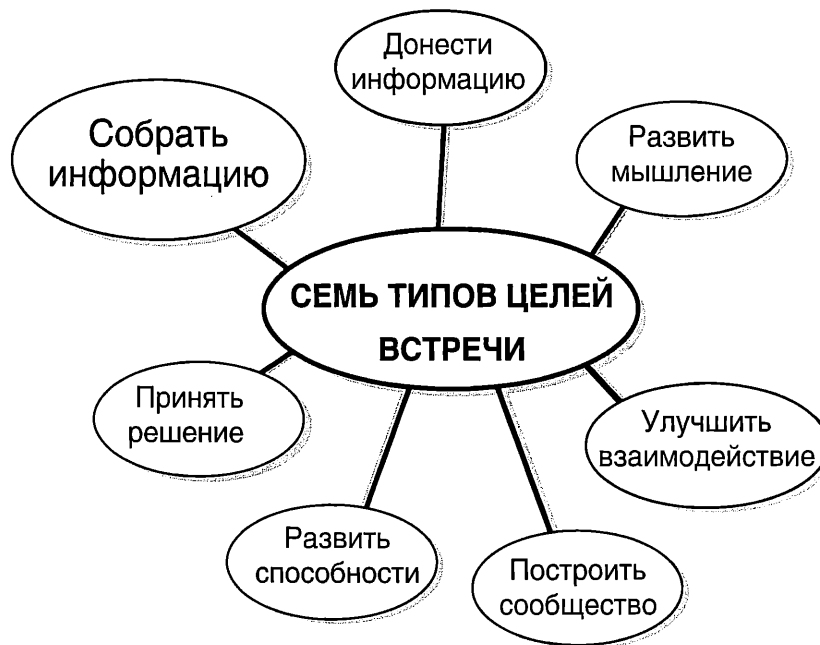 Донести
информацию
Собрать
информацию
Развить
мышление
СЕМЬ ТИПОВ ЦЕЛЕЙ
ВСТРЕЧИ
Принять
решение
Улучшить
взаимодействие
Развить
способности
Построить
сообщество